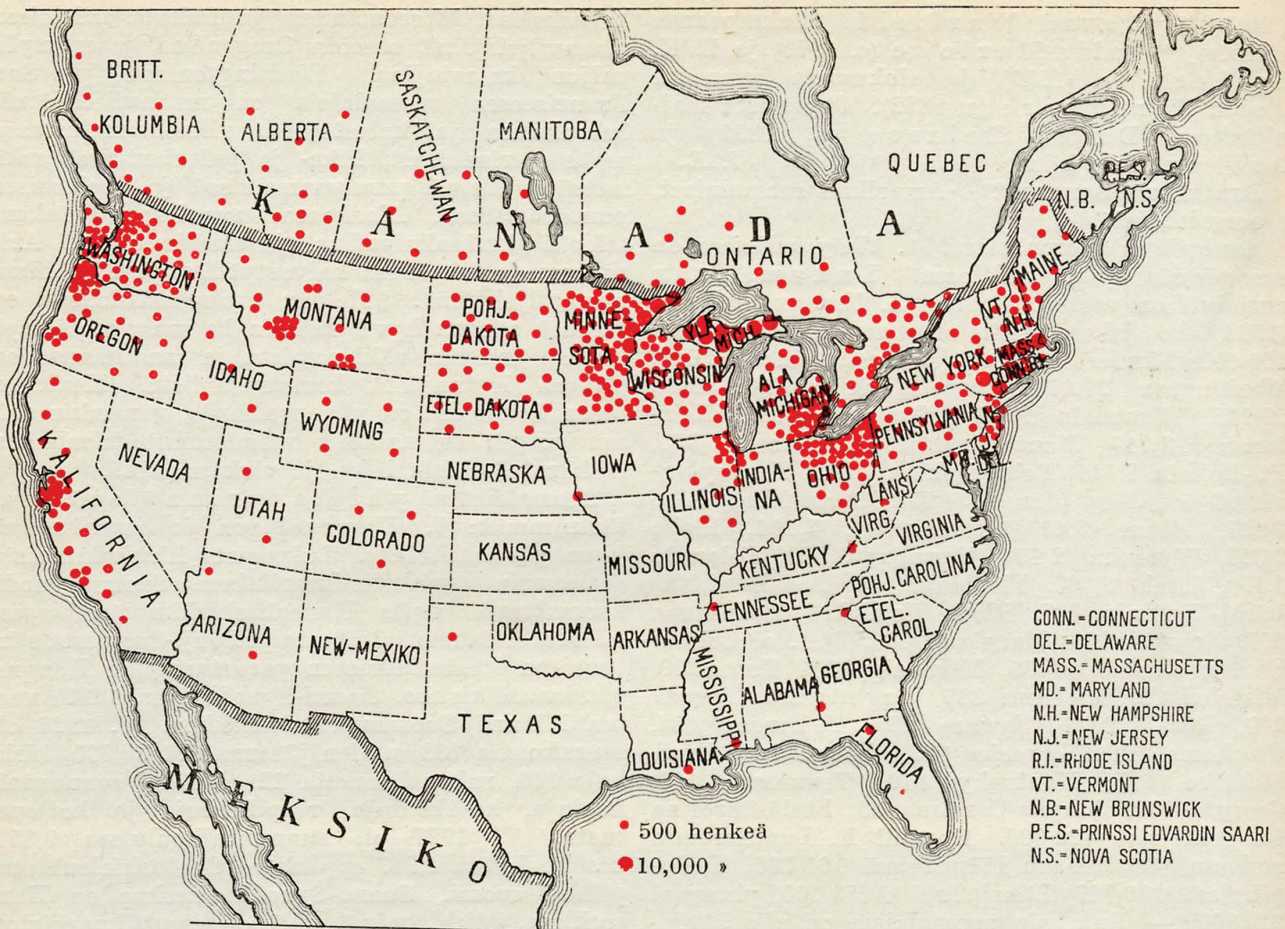 BRITT.
KOLUMBIA
ALBERTA
SASKATCHEWAN
MANITOBA
QUEBEC
P.E.S.
N.B.
N.S.
KANADA
ONTARIO
WASHINGTON
MONTANA
POHJ.
DAKOTA
MINNE-
SOTA
YLÄ
MICH.
VT.
N.H.
MAINE
OREGON
IDAHO
WISCONSIN
ALA
MICHIGAN
NEW YORK
MASS.
CONN.
R.I.
WYOMING
ETEL. DAKOTA
PENNSYLVANIA
N.J.
KALIFORNIA
NEVADA
NEBRASKA
IOWA
INDIA-
NA
OHIO
MD.
DEL.
UTAH
COLORADO
KANSAS
ILLINOIS
LÄNSI
VIRG.
VIRGINIA
MISSOURI
KENTUCKY
POHJ. CAROLINA
TENNESSEE
ETEL.
CAROL.
ARIZONA
NEW-MEXIKO
OKLAHOMA
ARKANSAS
MISSISSIPPI
ALABAMA
GEORGIA
TEXAS
LOUISIANA
FLORIDA
MEKSIKO
500 henkeä
10,000 »
CONN.=CONNECTICUT
DEL.=DELAWARE
MASS.=MASSACHUSETTS
MD.=MARYLAND
N.H.=NEW HAMPSHIRE
N.J.=NEW JERSEY
R.I.=RHODE ISLAND
VT.=VERMONT
N.B.=NEW BRUNSWICK
P.E.S.=PRINSSI EDVARDIN SAARI
N.S.=NOVA SCOTIA